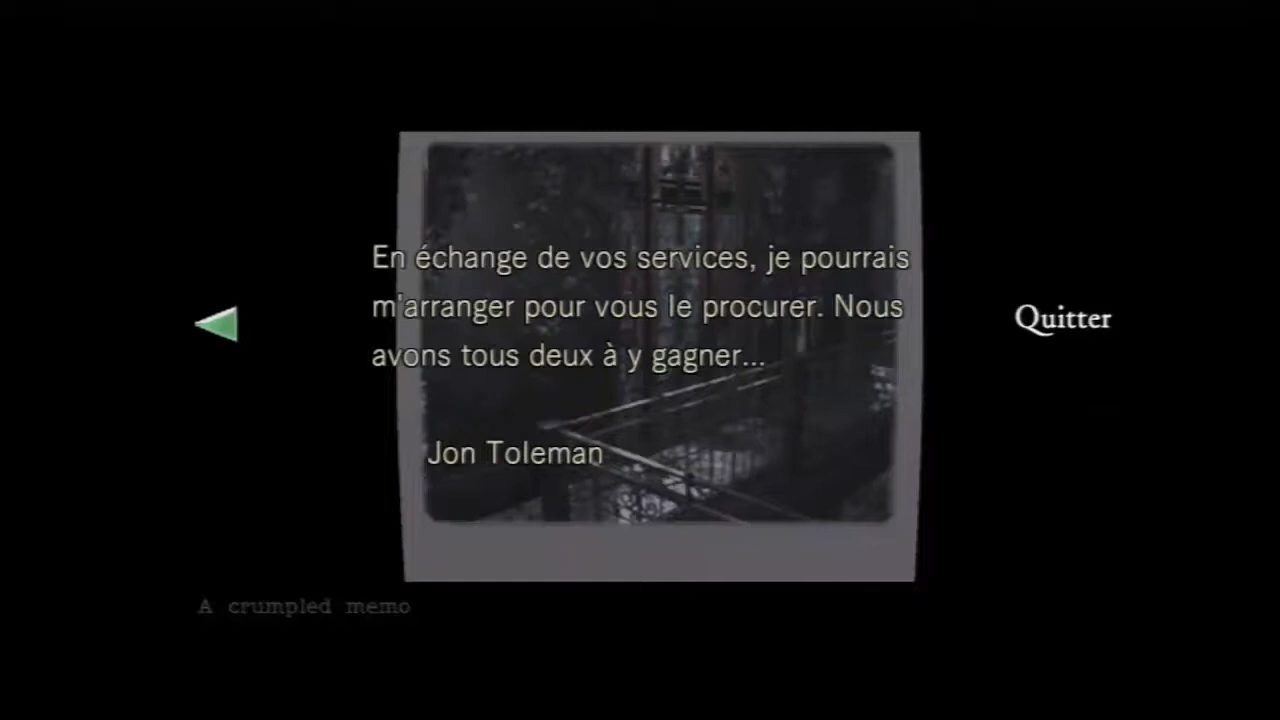 En échange de vos services, je pourrais
m'arranger pour vous le procurer. Nous
avons tous deux à y gagner...
Quitter
Jon Toleman
A crumpled memo